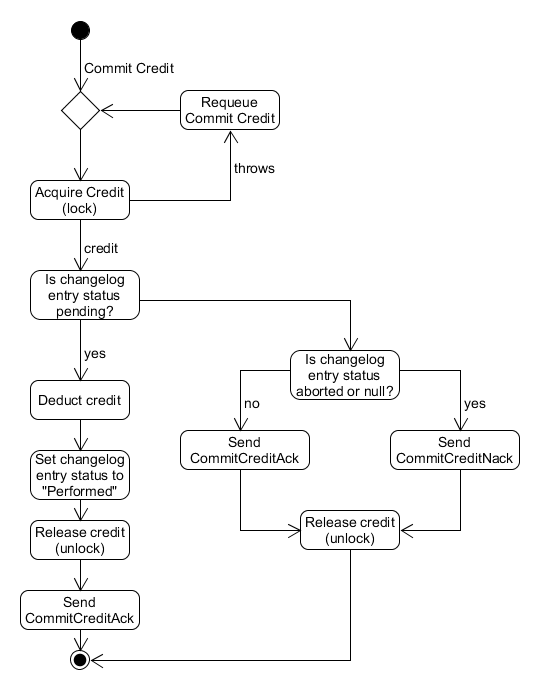 Commit Credit
Requeue
Commit Credit
throws
Acquire Credit
(lock)
credit
Is changelog
entry status
pending?
yes
Is changelog
entry status
aborted or null?
no
yes
Deduct credit
Send
CommitCreditAck
Send
CommitCreditNack
Set changelog
entry status to
"Performed"
Release credit
(unlock)
Release credit
(unlock)
Send
CommitCreditAck